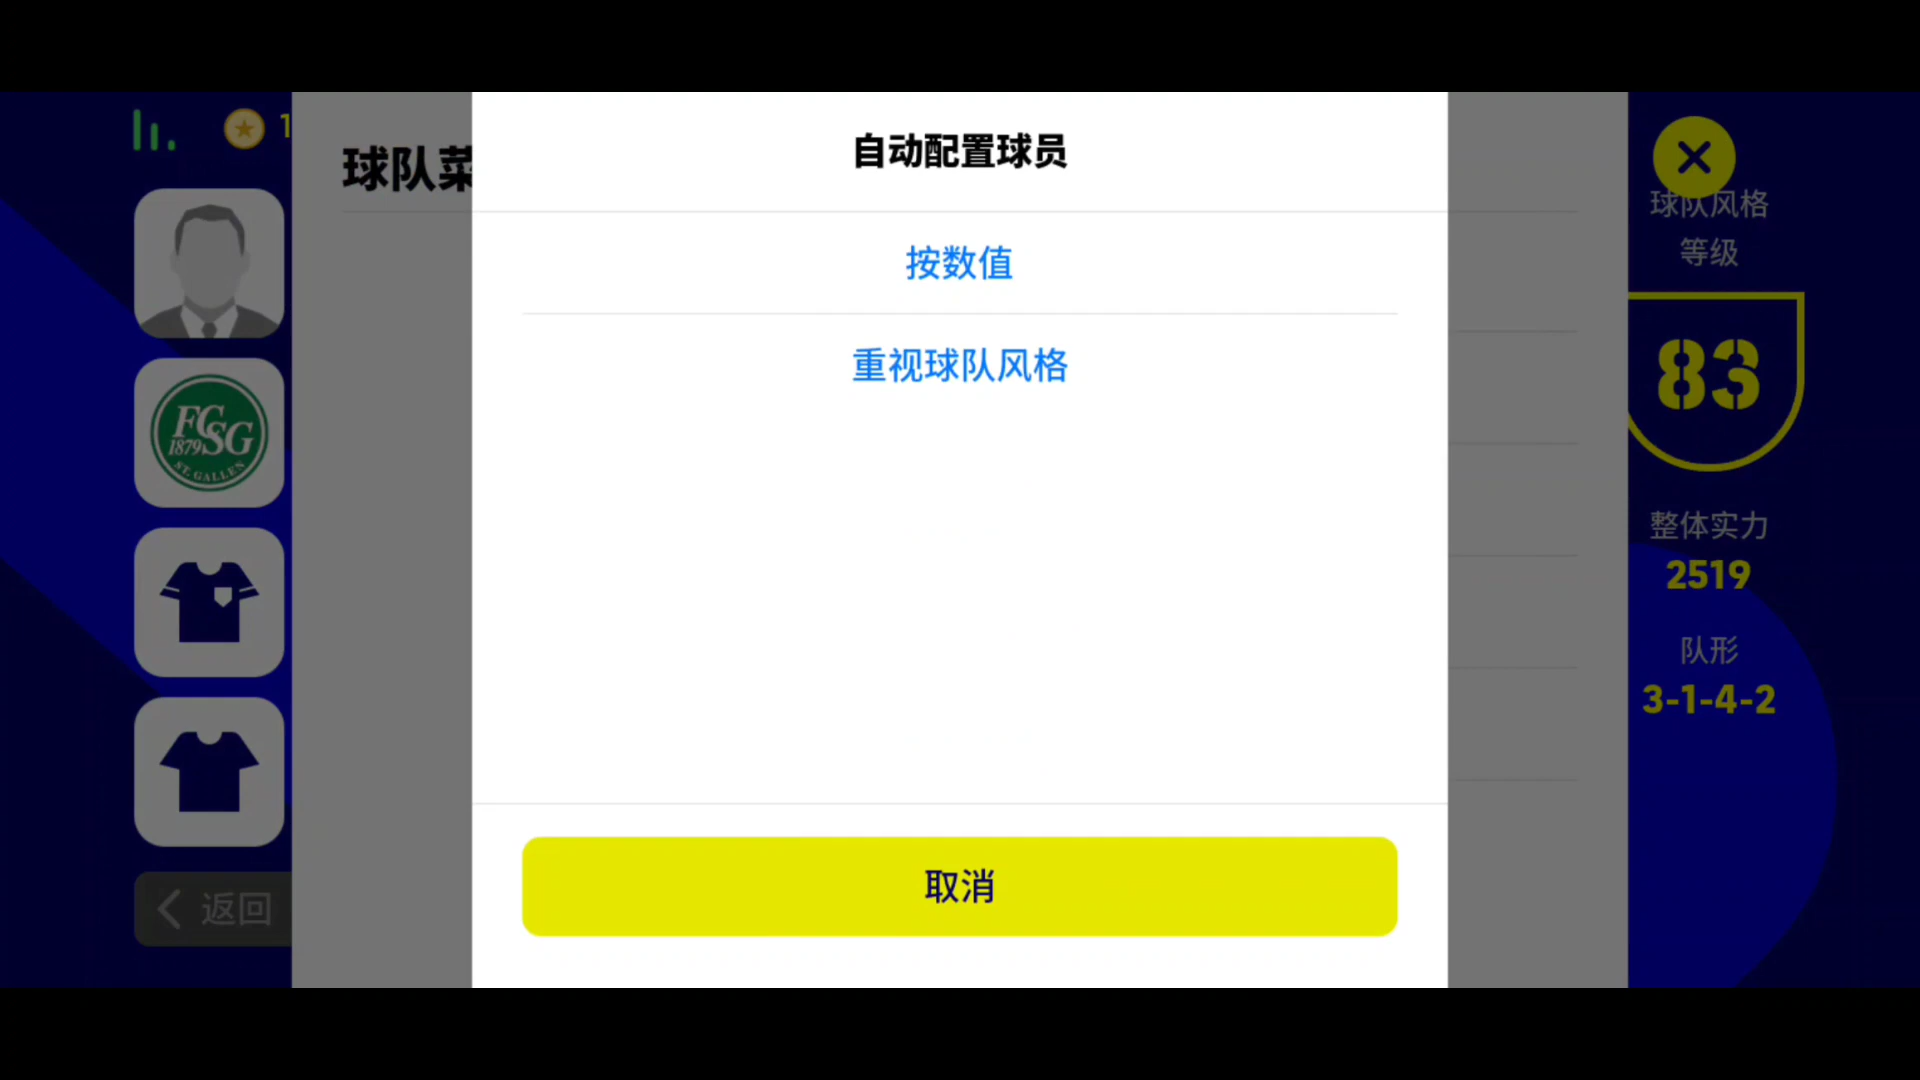 1
球队菜
自动配置球员
按数值
重视球队风格
取消
返回
FCSG
1879
ST. GALLEN
球队风格
等级
83
整体实力
2519
队形
3-1-4-2